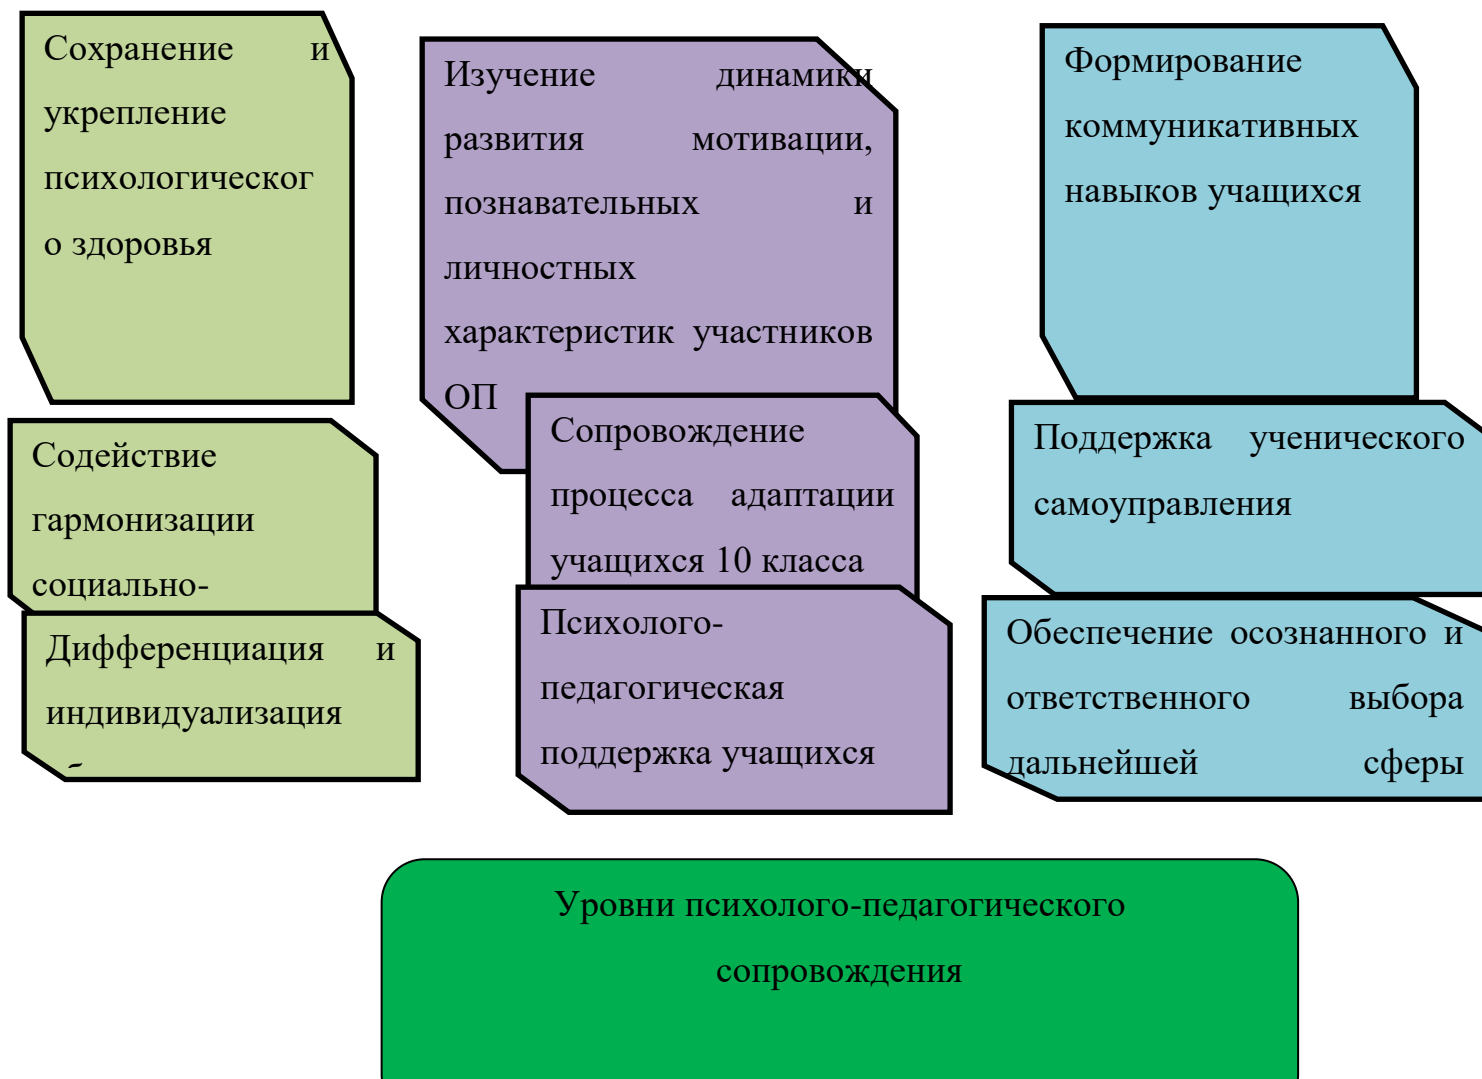 Сохранение и
укрепление
психологическог
о здоровья
Содействие
гармонизации
социально-
Дифференциация и
индивидуализация
Изучение динамики
развития мотивации,
познавательных и
личностных
характеристик участников
ОП
Сопровождение
процесса адаптации
учащихся 10 класса
Психолого-
педагогическая
поддержка учащихся
Формирование
коммуникативных
навыков учащихся
Поддержка ученического
самоуправления
Обеспечение осознанного и
ответственного выбора
дальнейшей сферы
Уровни психолого-педагогического
сопровождения